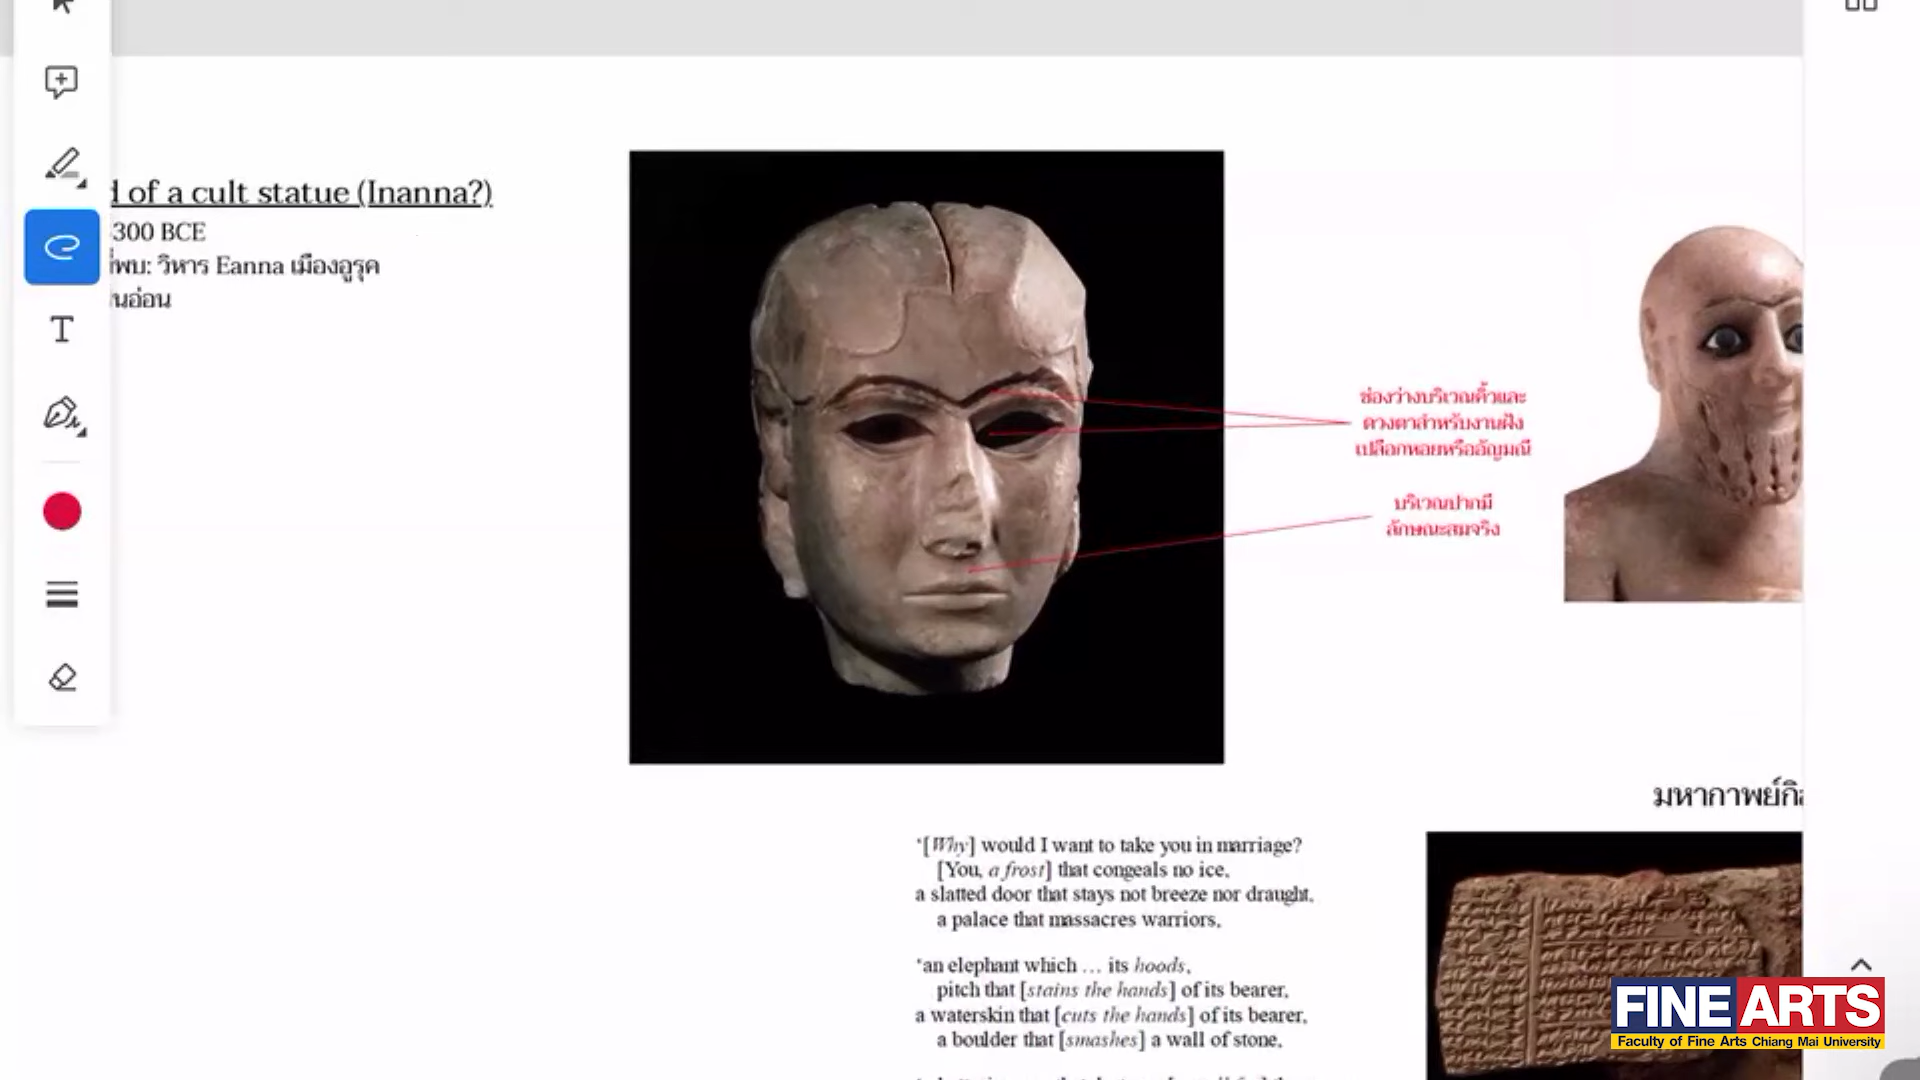 of a cult statue (Inanna?)
300 BCE
พบ: วิหาร Eanna เมืองอูรุค
อ่อน
ช่องว่างบริเวณคิ้วและ
ดวงตาสำหรับงานฝัง
เปลือกหอยหรืออัญมณี
บริเวณปากมี
ลักษณะสมจริง
มหากาพย์กิ
‘[Why] would I want to take you in marriage?
[You, a frost] that congeals no ice,
a slatted door that stays not breeze nor draught,
a palace that massacres warriors,
‘an elephant which … its hoods,
pitch that [stains the hands] of its bearer,
a waterskin that [cuts the hands] of its bearer,
a boulder that [smashes] a wall of stone,
FINE ARTS
Faculty of Fine Arts Chiang Mai University